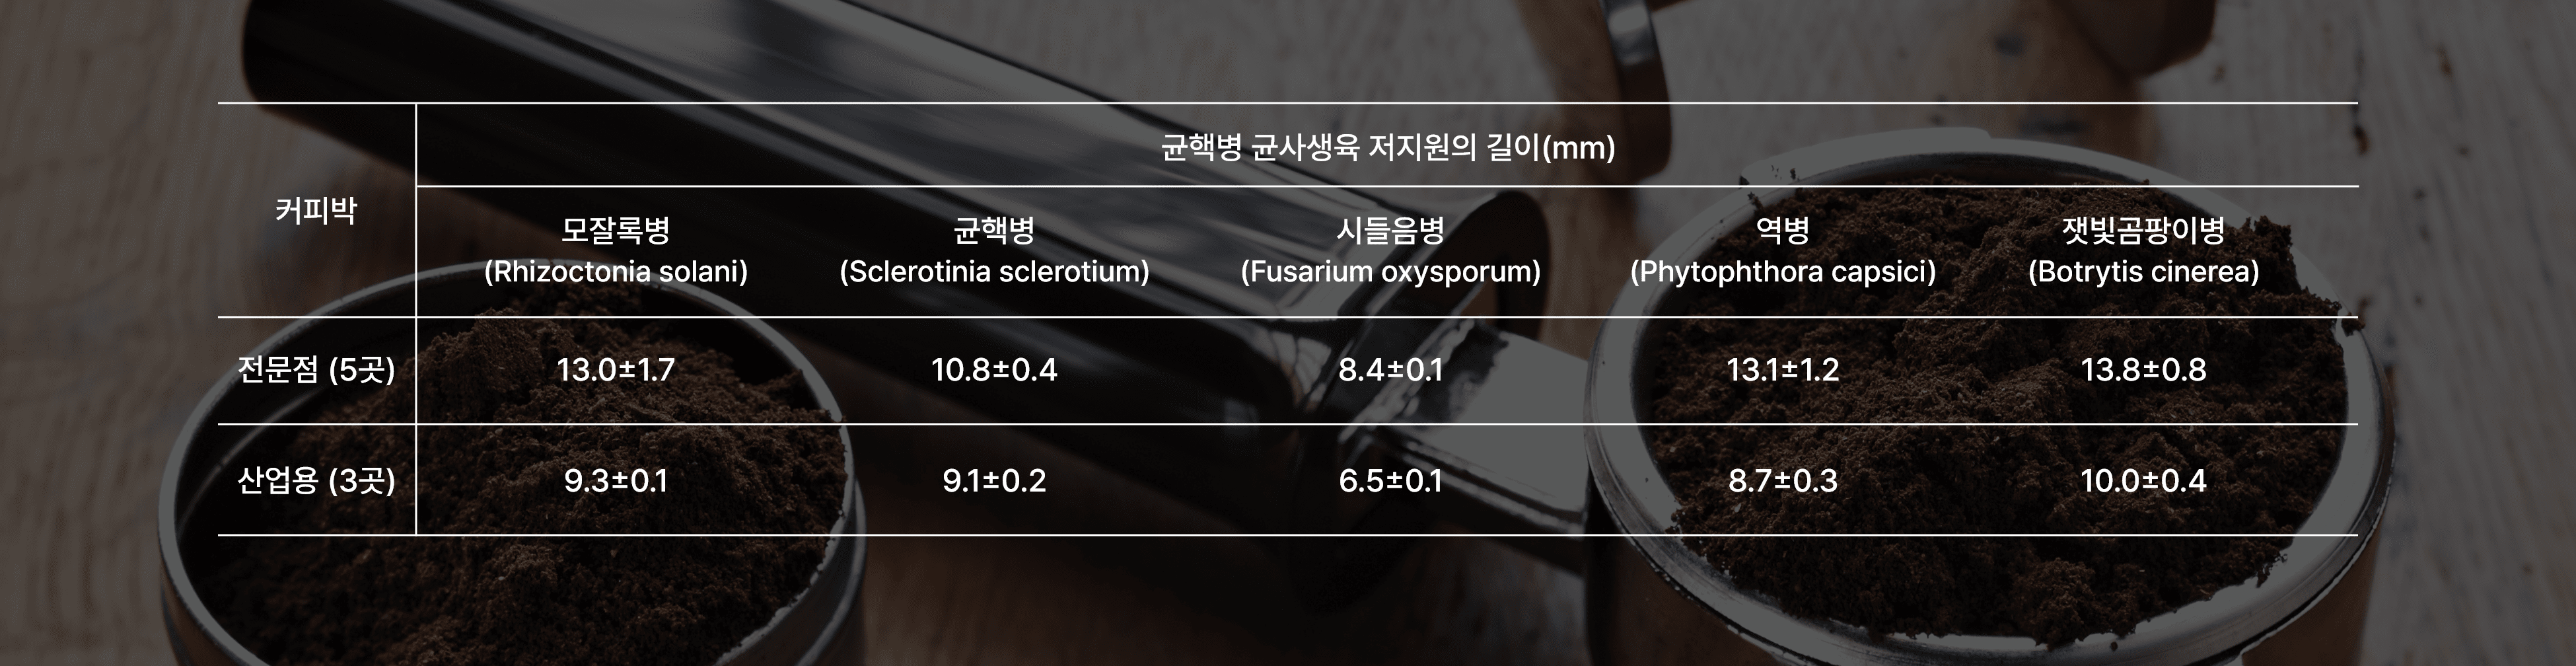 커피박
균핵병 균사생육 저지원의 길이(mm)
모잘록병 균핵병 시들음병 역병 잿빛곰팡이병
(Rhizoctonia solani) (Sclerotinia sclerotium) (Fusarium oxysporum) (Phytophthora capsici) (Botrytis cinerea)
전문점 (5곳) 13.0±1.7 10.8±0.4 8.4±0.1 13.1±1.2 13.8±0.8
산업용 (3곳) 9.3±0.1 9.1±0.2 6.5±0.1 8.7±0.3 10.0±0.4